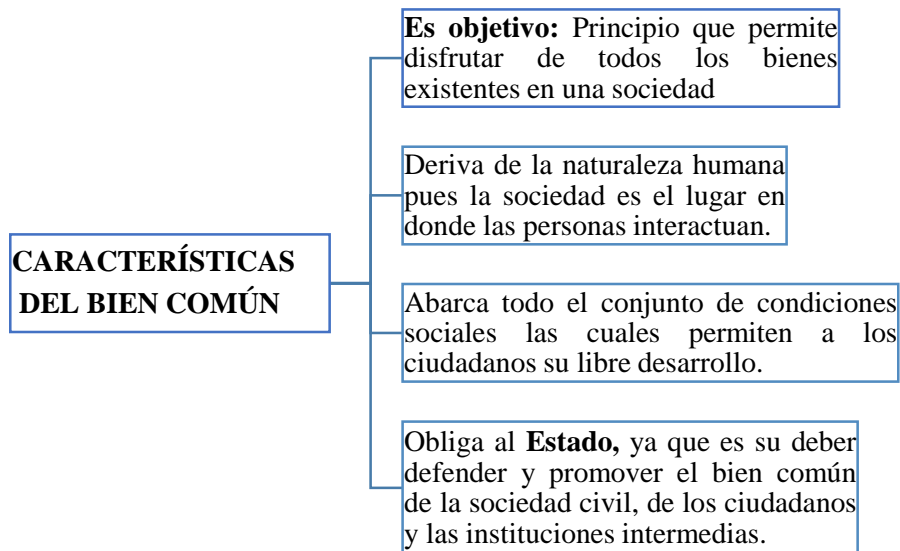 Es objetivo: Principio que permite
disfrutar de todos los bienes
existentes en una sociedad
Deriva de la naturaleza humana
pues la sociedad es el lugar en
donde las personas interactuan.
CARACTERÍSTICAS
DEL BIEN COMÚN
Abarca todo el conjunto de condiciones
sociales las cuales permiten a los
ciudadanos su libre desarrollo.
Obliga al Estado, ya que es su deber
defender y promover el bien común
de la sociedad civil, de los ciudadanos
y las instituciones intermedias.